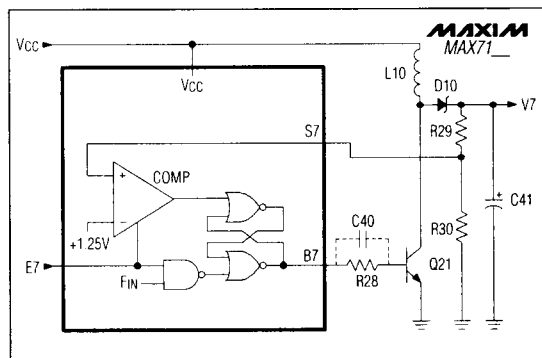 MAXIM
MAX71__
VCC
VCC
L10
D10
V7
S7
R29
COMP
+
−
+1.25V
C41
+
C40
B7
R30
E7
FIN
R28
Q21